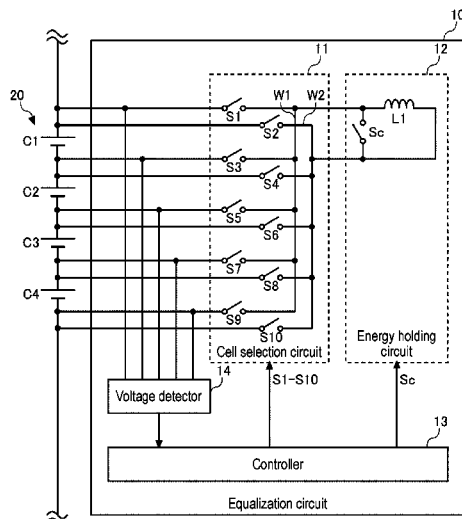 10
11
12
20
W1
W2
S1
L1
C1
S2
Sc
S3
C2
S4
S5
C3
S6
S7
C4
S8
S9
S10
Cell selection circuit
Energy holding
circuit
14
S1-S10
Sc
Voltage detector
13
Controller
Equalization circuit